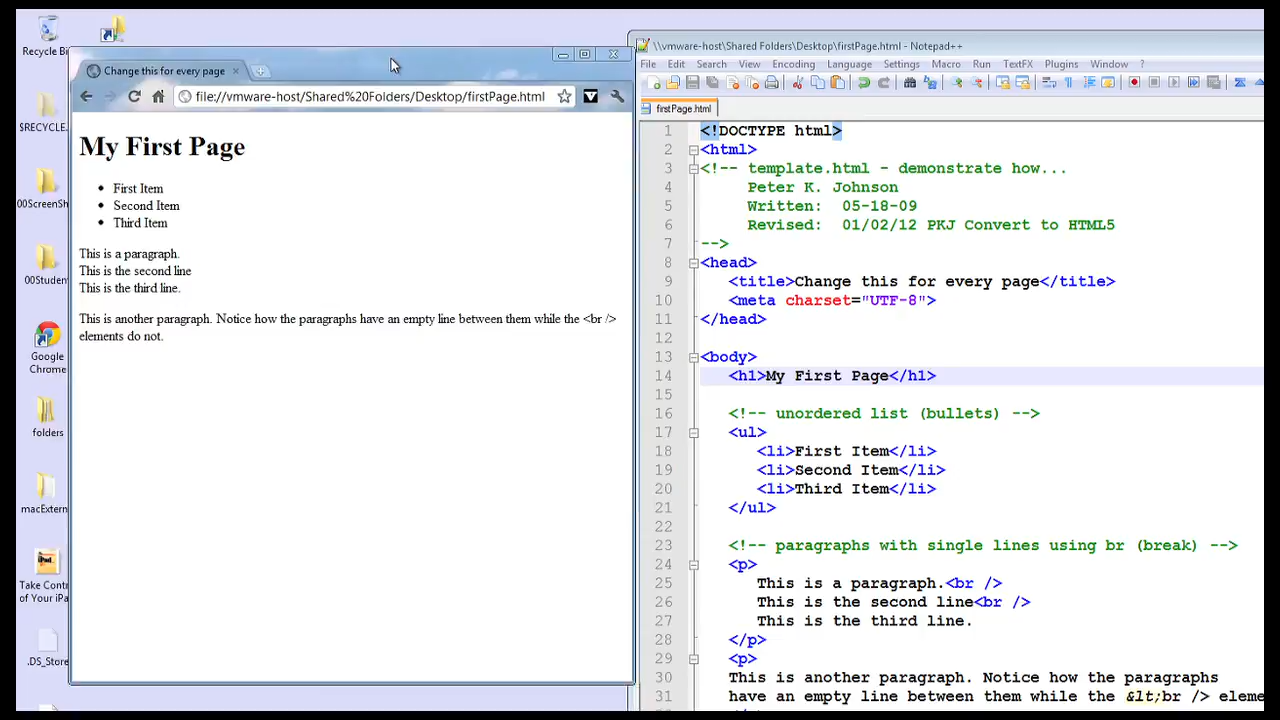 Recycle Bi
$RECYCLE.
00ScreenSh
00Studen
Google
Chrome
folders
macExtern
Take Contr
of Your iPa
.DS_Store
Change this for every page
file://vmware-host/Shared%20Folders/Desktop/firstPage.html
My First Page
• First Item
• Second Item
• Third Item
This is a paragraph.
This is the second line
This is the third line.
This is another paragraph. Notice how the paragraphs have an empty line between them while the <br />
elements do not.
\\vmware-host\Shared Folders\Desktop\firstPage.html - Notepad++
File Edit Search View Encoding Language Settings Macro Run TextFX Plugins Window ?
firstPage.html
1 <!DOCTYPE html>
2 <html>
3 <!-- template.html - demonstrate how...
4 Peter K. Johnson
5 Written: 05-18-09
6 Revised: 01/02/12 PKJ Convert to HTML5
7 -->
8 <head>
9 <title>Change this for every page</title>
10 <meta charset="UTF-8">
11 </head>
12
13 <body>
14 <h1>My First Page</h1>
15
16 <!-- unordered list (bullets) -->
17 <ul>
18 <li>First Item</li>
19 <li>Second Item</li>
20 <li>Third Item</li>
21 </ul>
22
23 <!-- paragraphs with single lines using br (break) -->
24 <p>
25 This is a paragraph.<br />
26 This is the second line<br />
27 This is the third line.
28 </p>
29 <p>
30 This is another paragraph. Notice how the paragraphs
31 have an empty line between them while the &lt;br /> eleme